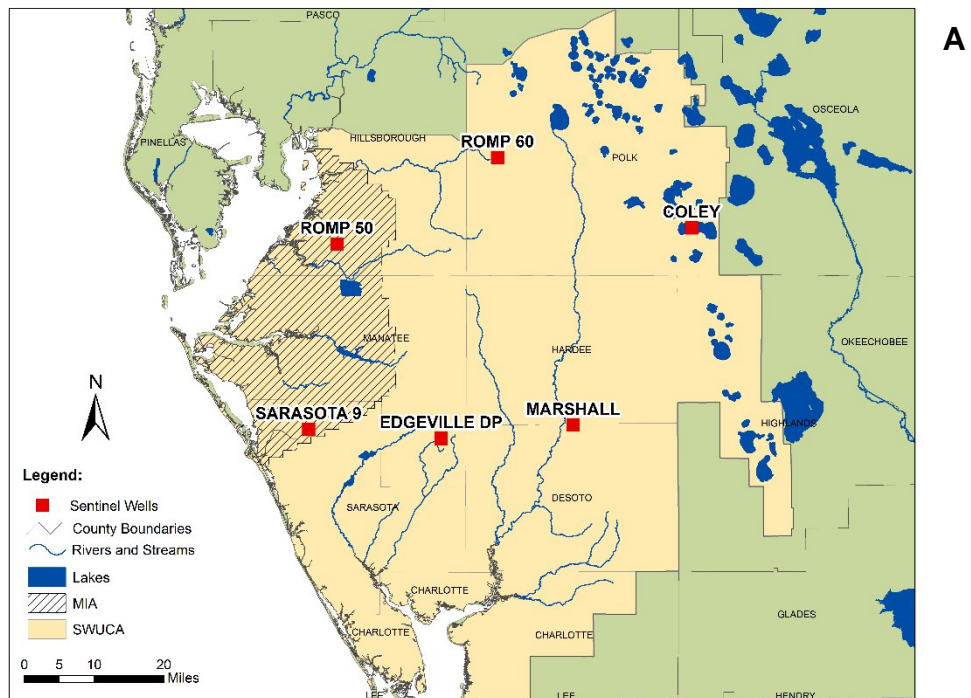 PASCO
A
OSCEOLA
HILLSBOROUGH
PINELLAS
ROMP 60
POLK
COLEY
ROMP 50
MANATEE
HARDEE
OKEECHOBEE
N
SARASOTA 9
EDGEVILLE DP
MARSHALL
HIGHLANDS
Legend:
Sentinel Wells
County Boundaries
Rivers and Streams
Lakes
MIA
SWUCA
SARASOTA
DESOTO
CHARLOTTE
GLADES
CHARLOTTE
CHARLOTTE
0 5 10 20
Miles
LEE
LEE
HENDRY